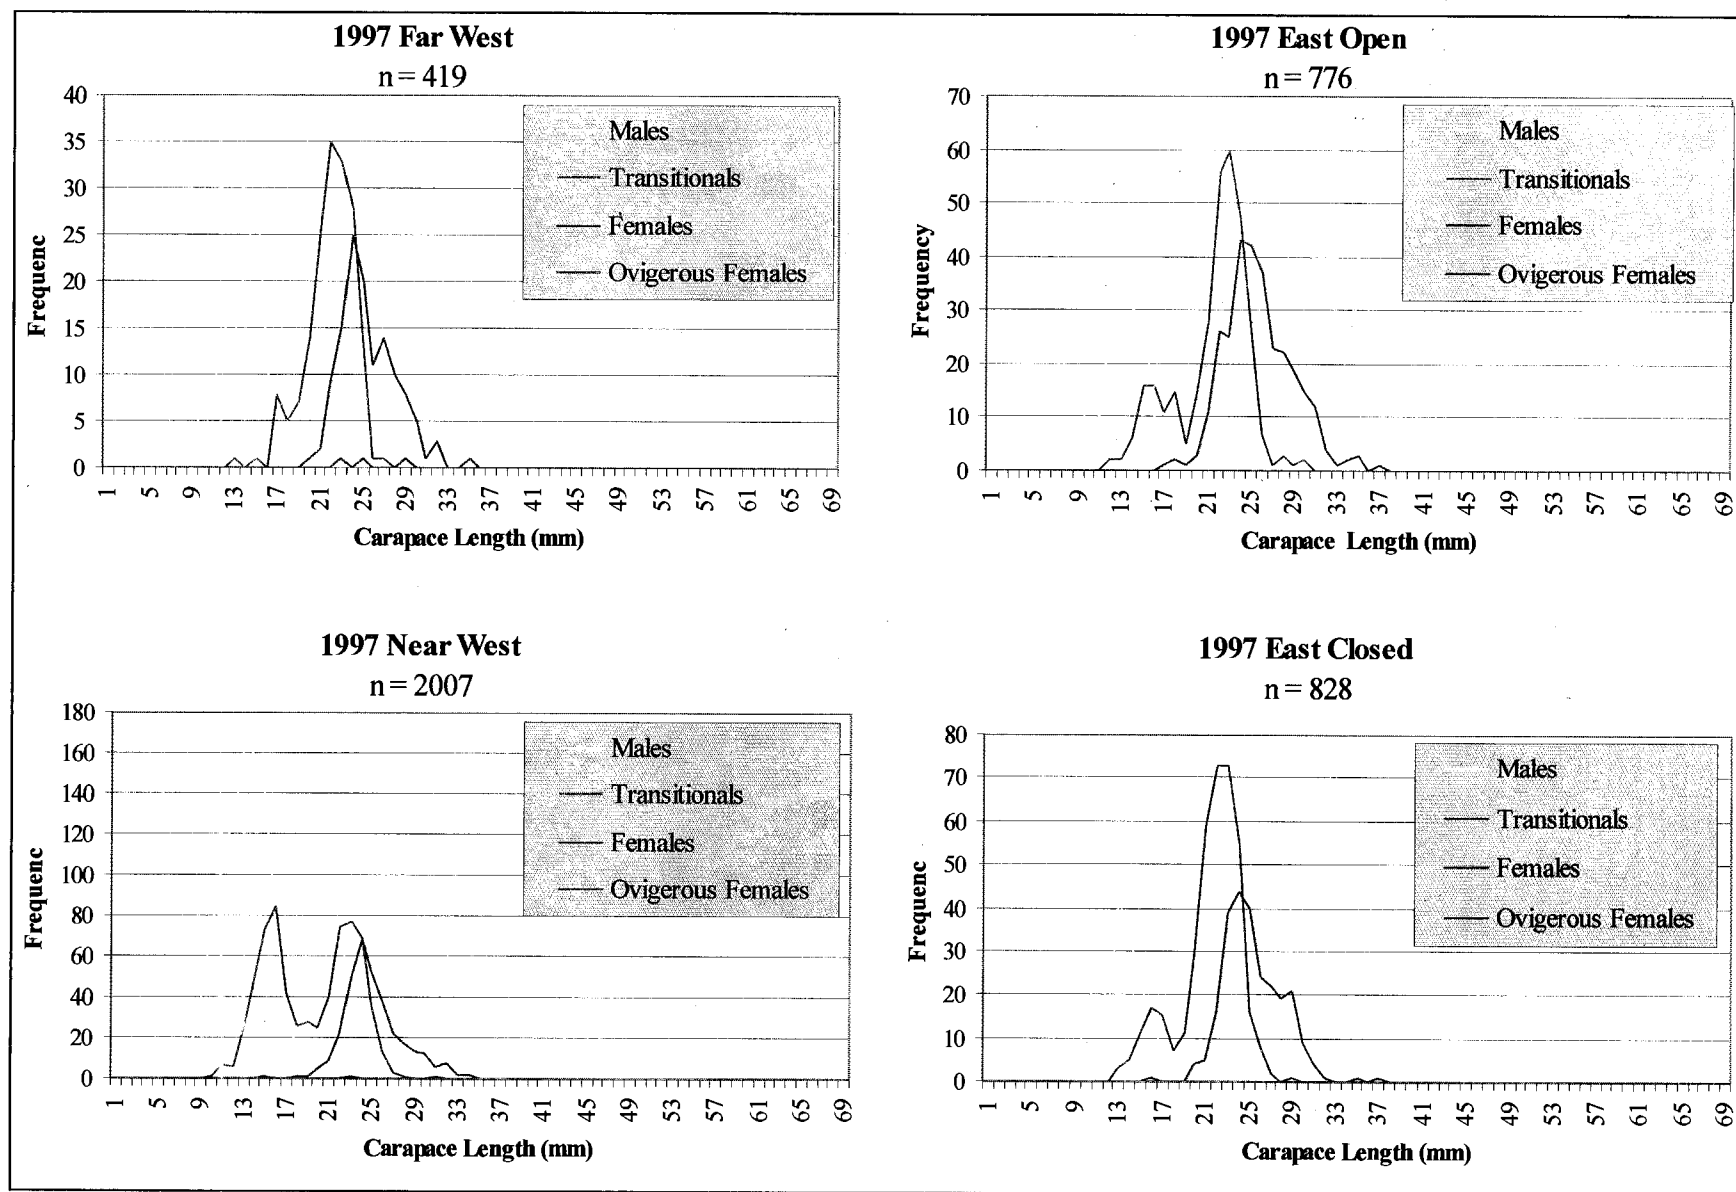 1997 Far West
n = 419
40
35
30
25
20
15
10
5
0
Frequenc
Males
Transitionals
Females
Ovigerous Females
1 5 9 13 17 21 25 29 33 37 41 45 49 53 57 61 65 69
Carapace Length (mm)
1997 East Open
n = 776
70
60
50
40
30
20
10
0
Frequency
Males
Transitionals
Females
Ovigerous Females
1 5 9 13 17 21 25 29 33 37 41 45 49 53 57 61 65 69
Carapace Length (mm)
1997 Near West
n = 2007
180
160
140
120
100
80
60
40
20
0
Frequenc
Males
Transitionals
Females
Ovigerous Females
1 5 9 13 17 21 25 29 33 37 41 45 49 53 57 61 65 69
Carapace Length (mm)
1997 East Closed
n = 828
80
70
60
50
40
30
20
10
0
Frequenc
Males
Transitionals
Females
Ovigerous Females
1 5 9 13 17 21 25 29 33 37 41 45 49 53 57 61 65 69
Carapace Length (mm)